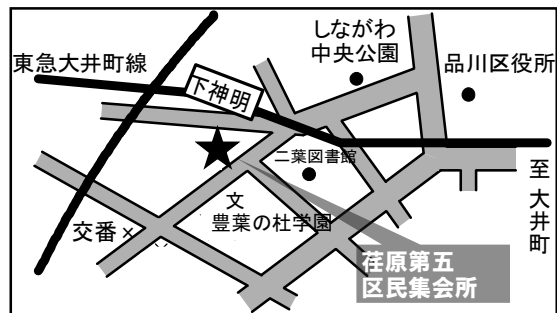 しながわ
中央公園
東急大井町線
品川区役所
下神明
二葉図書館
至大井町
文
豊葉の杜学園
交番×
荏原第五
区民集会所